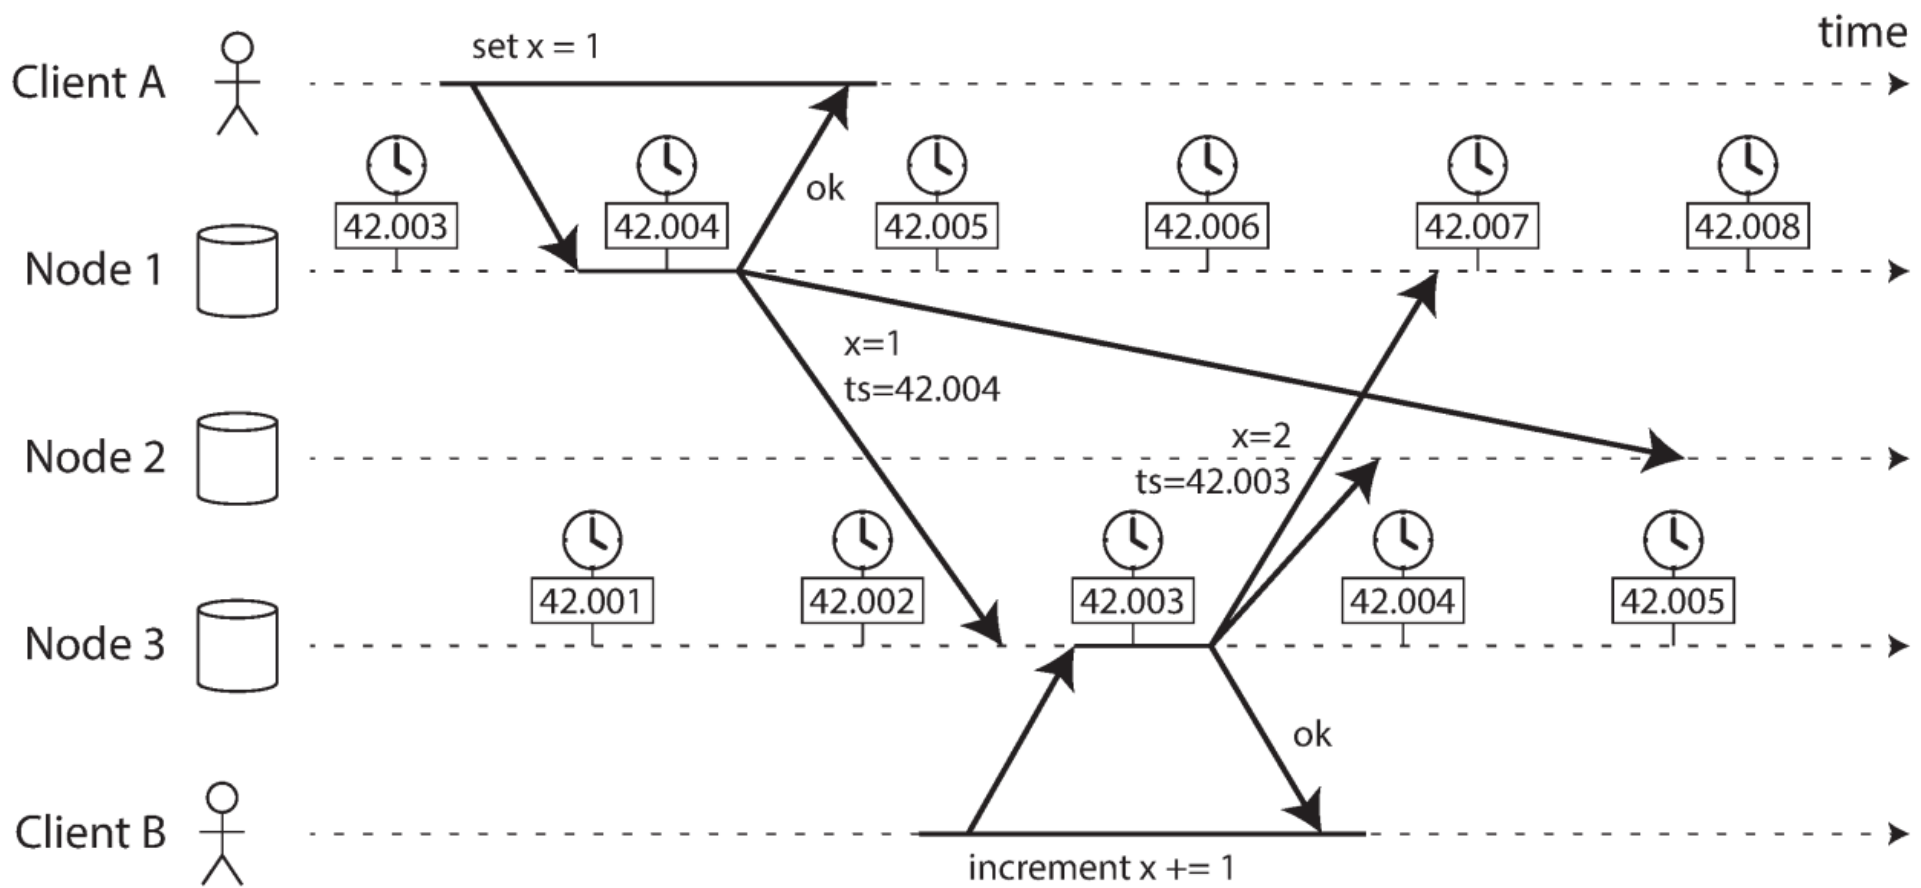 time
set x = 1
Client A
ok
42.003
42.004
42.005
42.006
42.007
42.008
Node 1
x=1
ts=42.004
x=2
ts=42.003
Node 2
42.001
42.002
42.003
42.004
42.005
Node 3
ok
Client B
increment x += 1